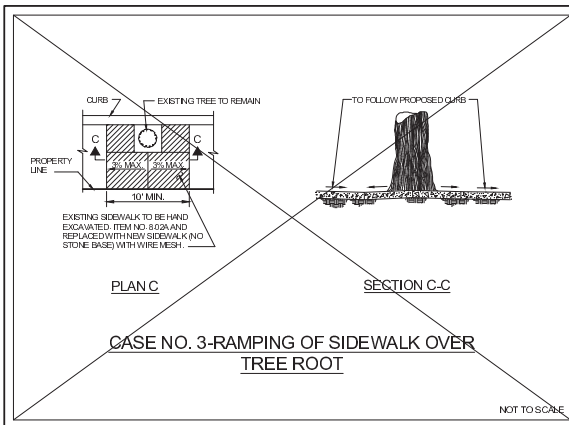 CURB
EXISTING TREE TO REMAIN
C
C
PROPERTY
LINE
3% MAX.
3% MAX.
10' MIN.
EXISTING SIDEWALK TO BE HAND
EXCAVATED. ITEM NO. 8.02A AND
REPLACED WITH NEW SIDEWALK (NO
STONE BASE) WITH WIRE MESH.
PLAN C
TO FOLLOW PROPOSED CURB
SECTION C-C
CASE NO. 3-RAMPING OF SIDEWALK OVER
TREE ROOT
NOT TO SCALE